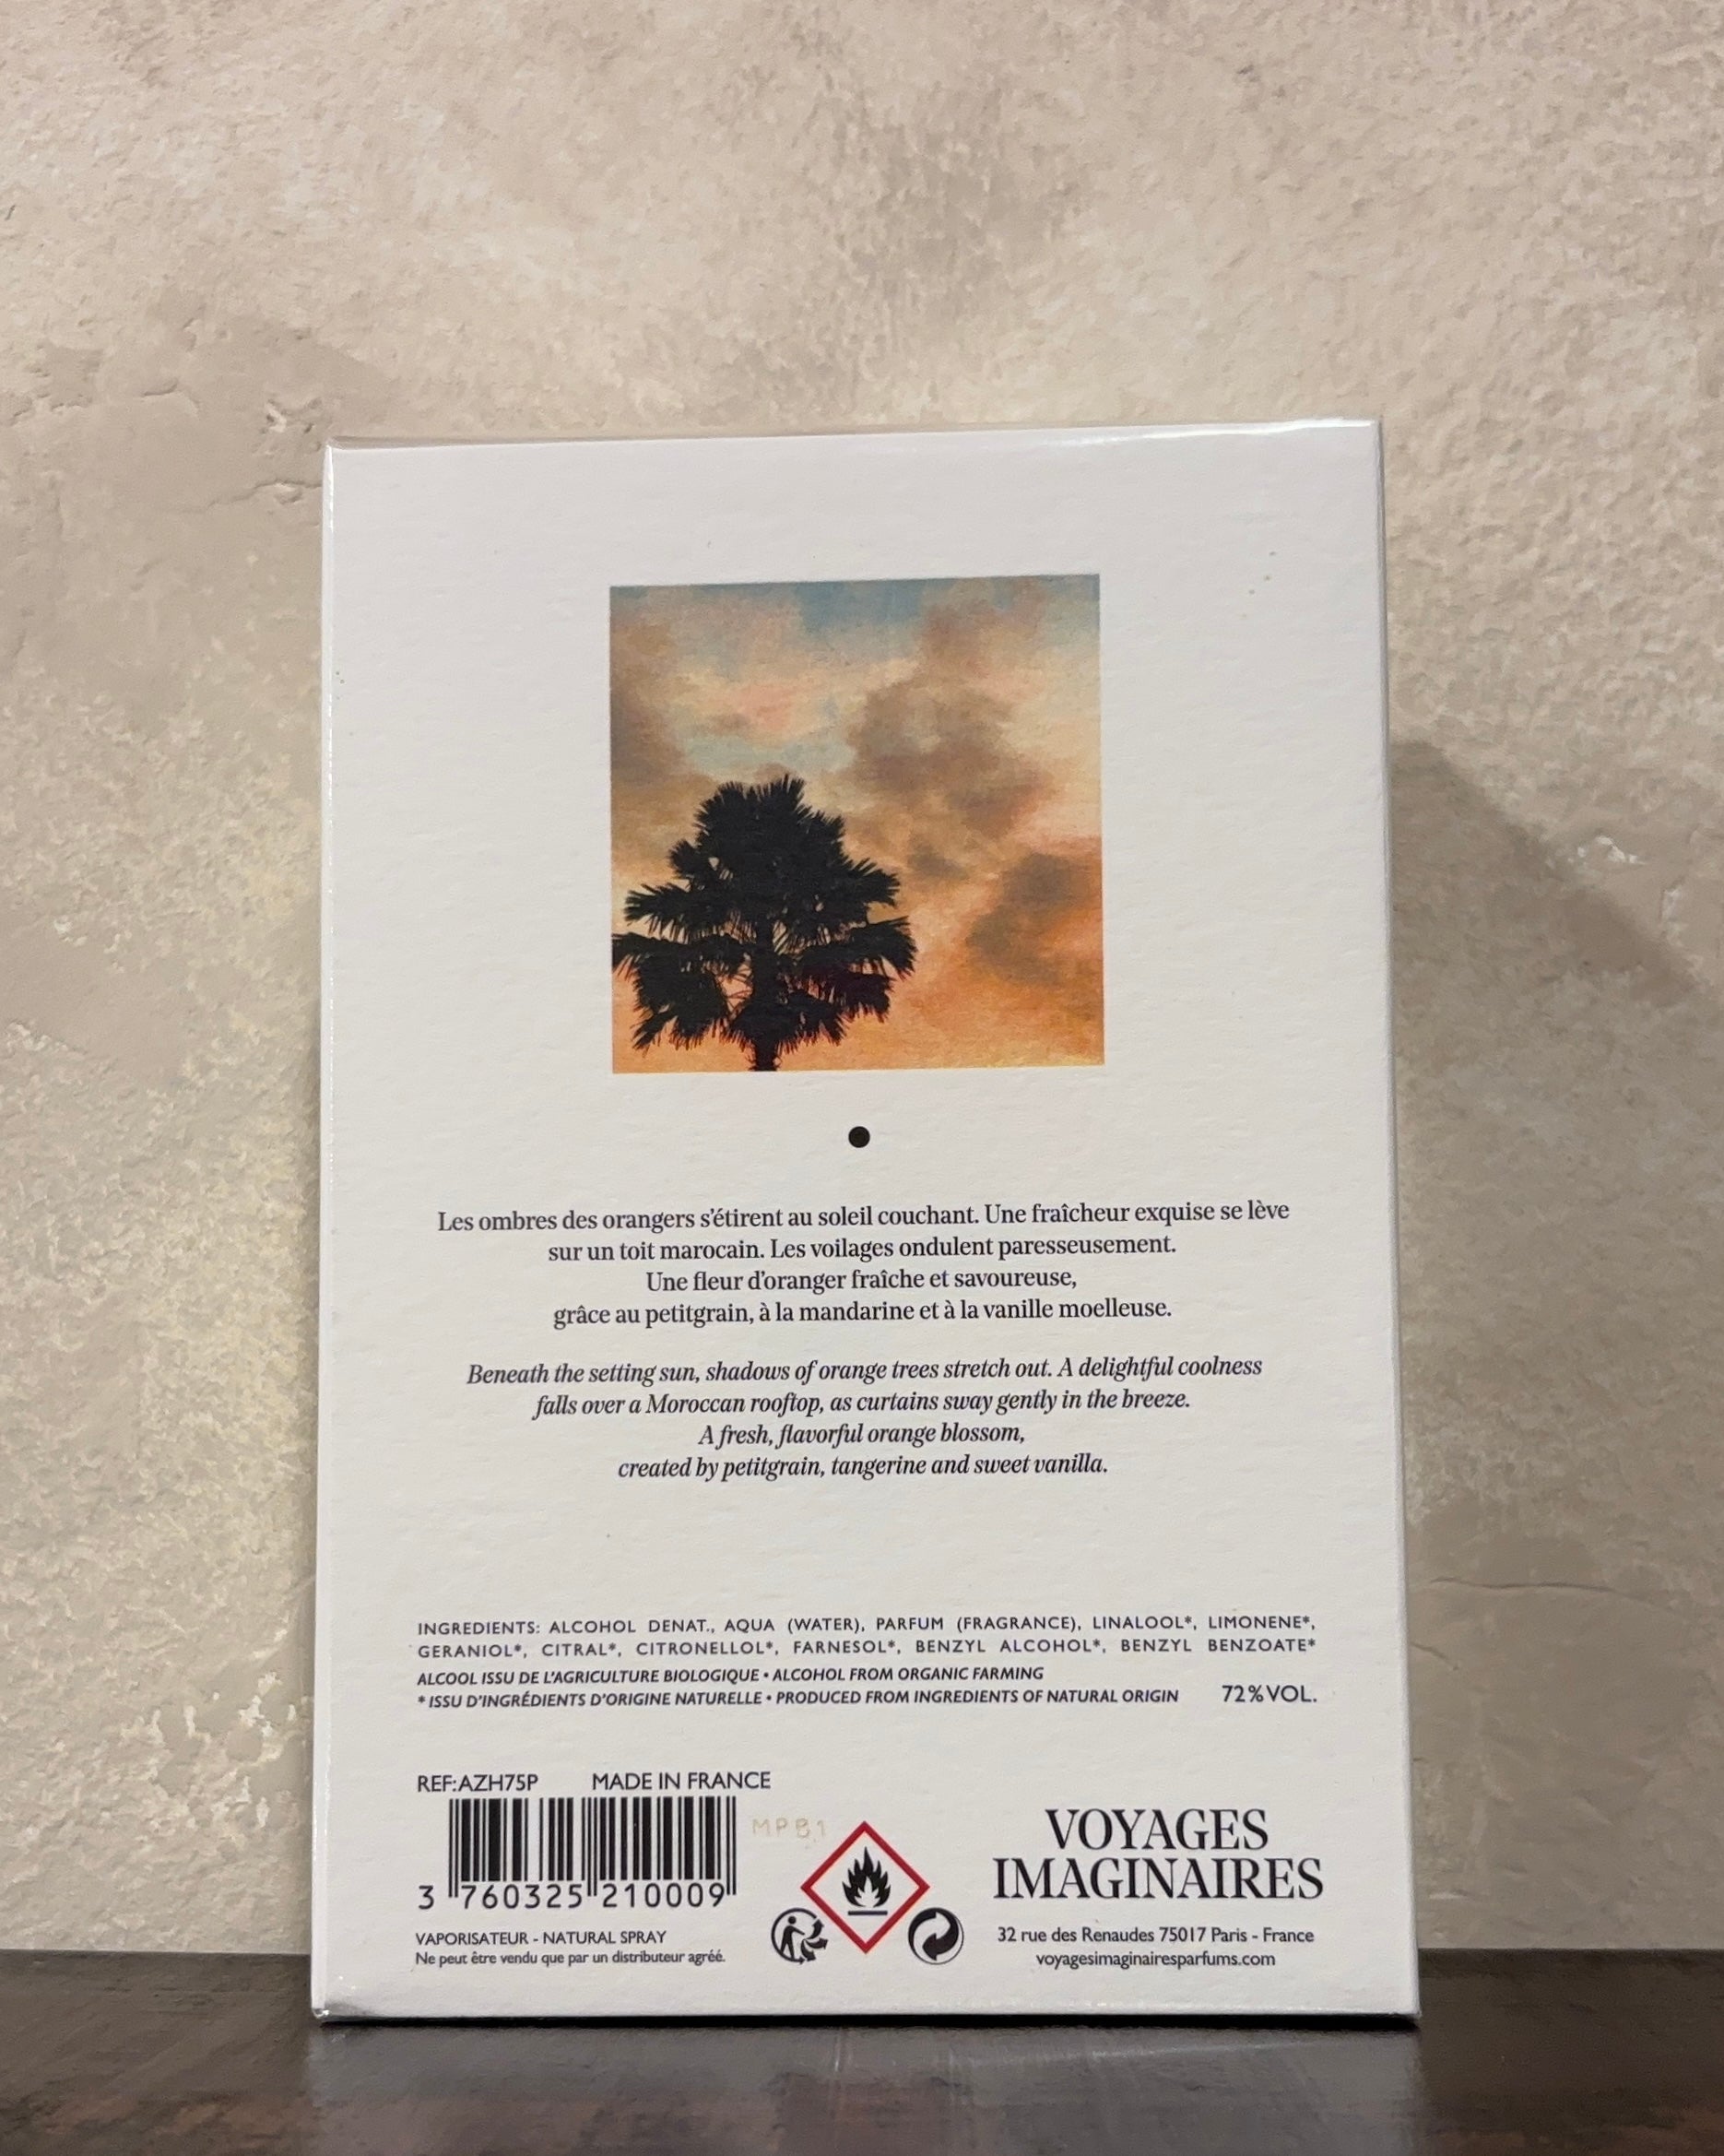 Les ombres des orangers s'étirent au soleil couchant. Une fraîcheur exquise se lève
sur un toit marocain. Les voilages ondulent paresseusement.
Une fleur d'oranger fraîche et savoureuse,
grâce au petitgrain, à la mandarine et à la vanille moelleuse.
Beneath the setting sun, shadows of orange trees stretch out. A delightful coolness
falls over a Moroccan rooftop, as curtains sway gently in the breeze.
A fresh, flavorful orange blossom,
created by petitgrain, tangerine and sweet vanilla.
INGREDIENTS: ALCOHOL DENAT., AQUA (WATER), PARFUM (FRAGRANCE), LINALOOL*, LIMONENE*,
GERANIOL*, CITRAL*, CITRONELLOL*, FARNESOL*, BENZYL ALCOHOL*, BENZYL BENZOATE*
ALCOOL ISSU DE L'AGRICULTURE BIOLOGIQUE • ALCOHOL FROM ORGANIC FARMING
* ISSU D'INGRÉDIENTS D'ORIGINE NATURELLE • PRODUCED FROM INGREDIENTS OF NATURAL ORIGIN 72%VOL.
REF:AZH75P MADE IN FRANCE
MPB1
3 760325 210009
VAPORISATEUR - NATURAL SPRAY
Ne peut être vendu que par un distributeur agréé.
VOYAGES
IMAGINAIRES
32 rue des Renaudes 75017 Paris - France
voyagesimaginairesparfums.com